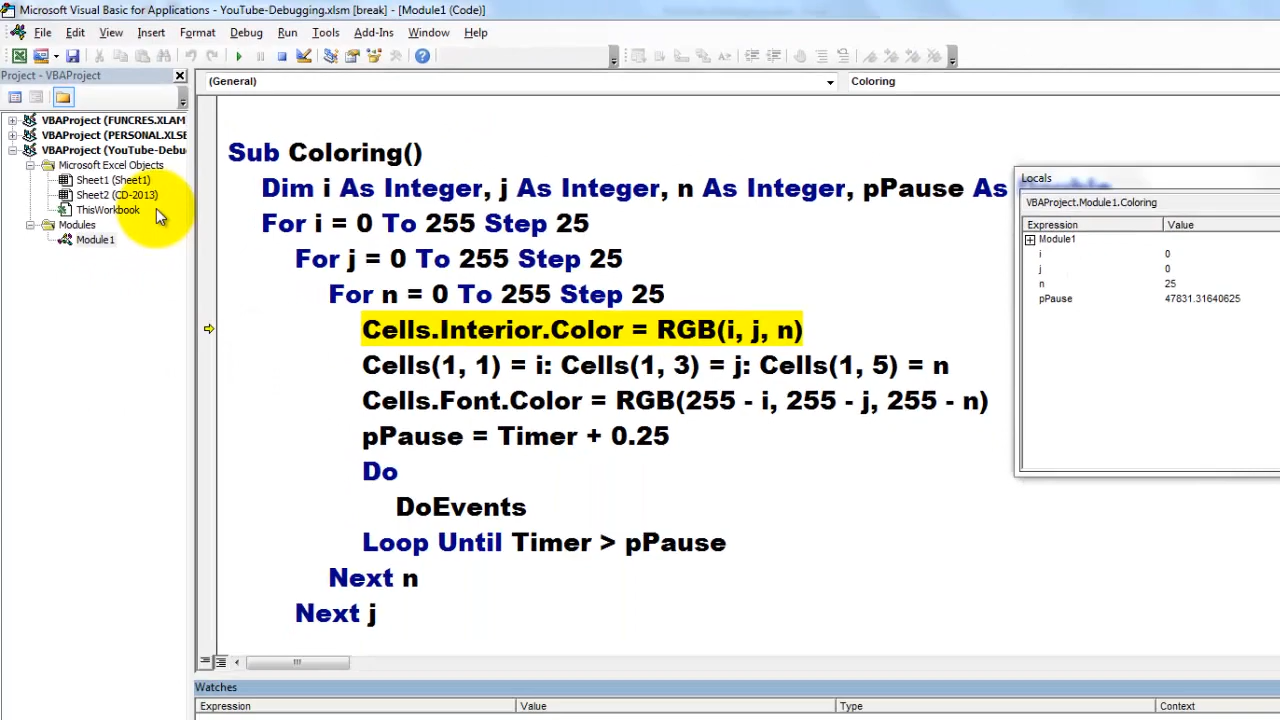 Microsoft Visual Basic for Applications - YouTube-Debugging.xlsm [break] - [Module1 (Code)]
File Edit View Insert Format Debug Run Tools Add-Ins Window Help
Project - VBAProject
(General) Coloring
VBAProject (FUNCRES.XLAM
VBAProject (PERSONAL.XLSB
VBAProject (YouTube-Debu
Microsoft Excel Objects
Sheet1 (Sheet1)
Sheet2 (CD-2013)
ThisWorkbook
Modules
Module1
Sub Coloring()
Dim i As Integer, j As Integer, n As Integer, pPause As
For i = 0 To 255 Step 25
For j = 0 To 255 Step 25
For n = 0 To 255 Step 25
Cells.Interior.Color = RGB(i, j, n)
Cells(1, 1) = i: Cells(1, 3) = j: Cells(1, 5) = n
Cells.Font.Color = RGB(255 - i, 255 - j, 255 - n)
pPause = Timer + 0.25
Do
DoEvents
Loop Until Timer > pPause
Next n
Next j
Locals
VBAProject.Module1.Coloring
Expression Value
Module1
i 0
j 0
n 25
pPause 47831.31640625
Watches
Expression Value Type Context